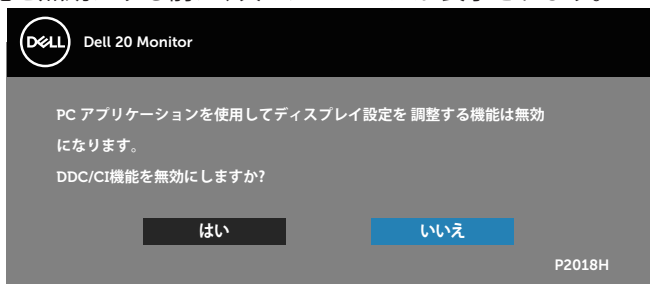 DELL
Dell 20 Monitor
PC アプリケーションを使用してディスプレイ設定を 調整する機能は無効
になります。
DDC/CI機能を無効にしますか?
はい
いいえ
P2018H